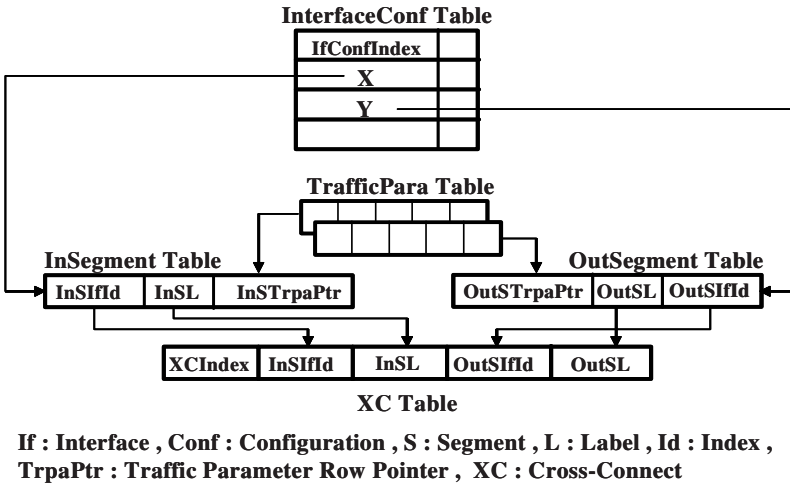 InterfaceConf Table
IfConfIndex
X
Y
TrafficPara Table
InSegment Table
OutSegment Table
InSIfId InSL InSTrpaPtr
OutSTrpaPtr OutSL OutSIfId
XCIndex InSIfId InSL OutSIfId OutSL
XC Table
If : Interface , Conf : Configuration , S : Segment , L : Label , Id : Index ,
TrpaPtr : Traffic Parameter Row Pointer , XC : Cross-Connect